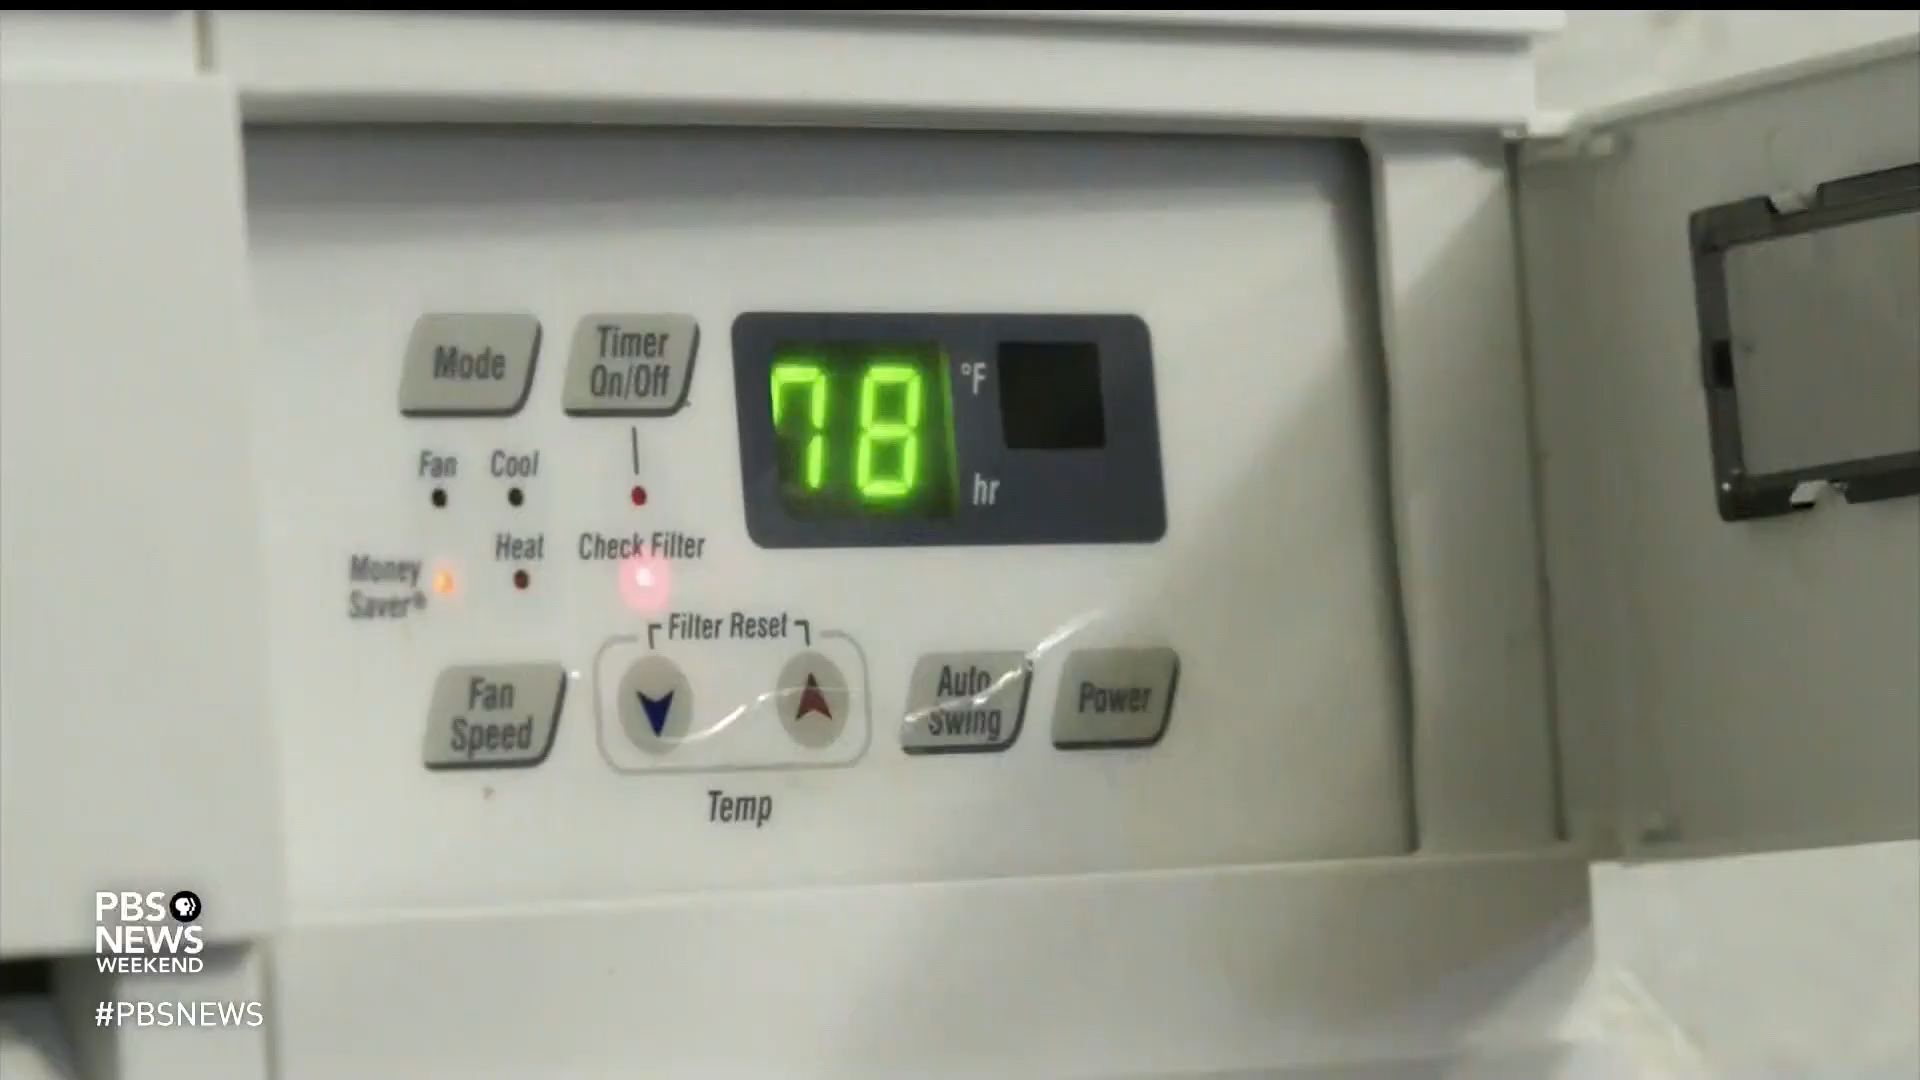 Mode
Timer
On/Off
78
°F
hr
Fan
Cool
Heat
Check Filter
Money
Saver®
Filter Reset
Fan
Speed
Auto
Swing
Power
Temp
PBS
NEWS
WEEKEND
#PBSNEWS